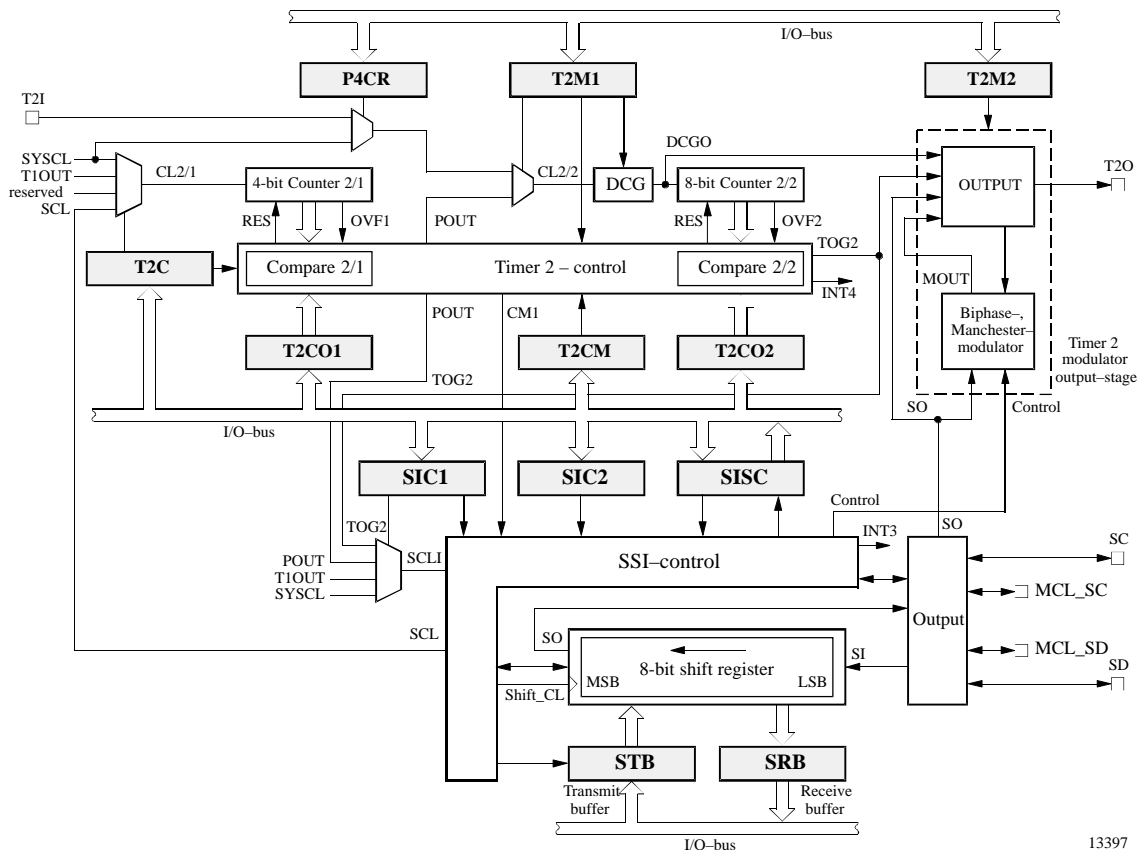 I/O–bus
P4CR
T2M1
T2M2
T2I
DCGO
SYSCL
T1OUT
reserved
SCL
CL2/1
4-bit Counter 2/1
CL2/2
DCG
8-bit Counter 2/2
OUTPUT
T2O
RES
OVF1
POUT
RES
OVF2
TOG2
T2C
Compare 2/1
Timer 2 – control
Compare 2/2
INT4
MOUT
POUT
CM1
Biphase–,
Manchester–
modulator
Timer 2
modulator
output–stage
T2CO1
T2CM
T2CO2
TOG2
I/O–bus
SO
Control
SIC1
SIC2
SISC
Control
TOG2
SO
INT3
POUT
T1OUT
SYSCL
SCLI
SSI–control
SC
MCL_SC
Output
SCL
SO
SI
MCL_SD
8-bit shift register
MSB
LSB
SD
Shift_CL
STB
SRB
Transmit
buffer
Receive
buffer
I/O–bus
13397